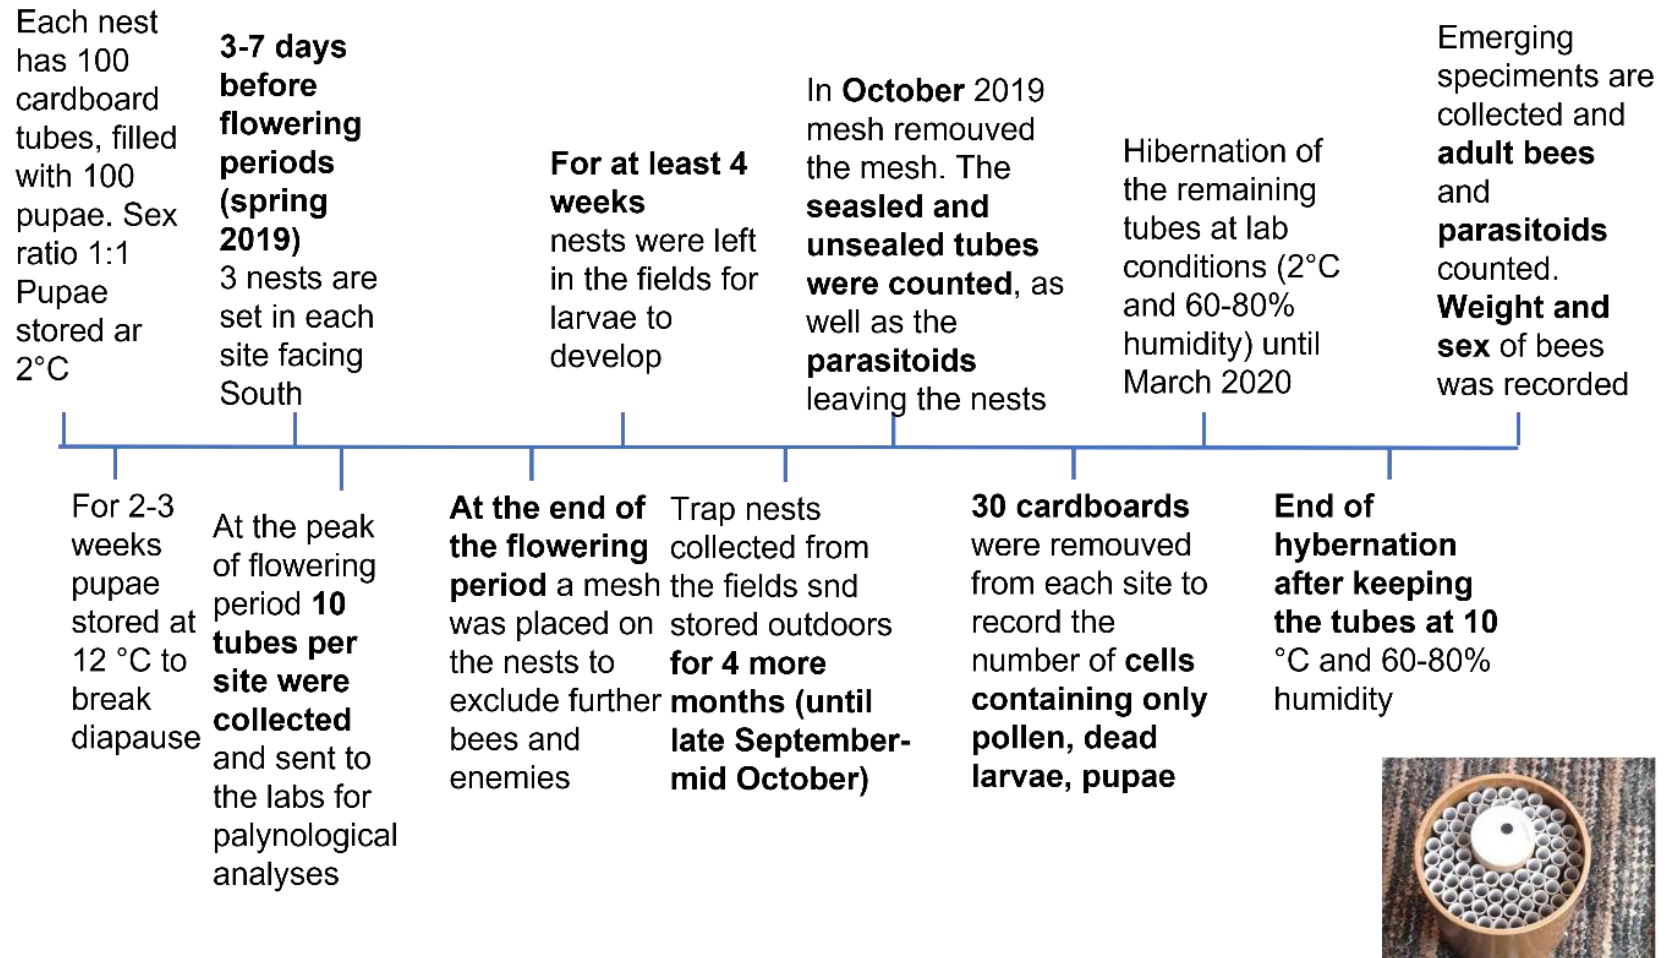 Each nest
has 100
cardboard
tubes, filled
with 100
pupae. Sex
ratio 1:1
Pupae
stored ar
2°C
For 2-3
weeks
pupae
stored at
12 °C to
break
diapause
3-7 days
before
flowering
periods
(spring
2019)
3 nests are
set in each
site facing
South
At the peak
of flowering
period 10
tubes per
site were
collected
and sent to
the labs for
palynological
analyses
At the end of
the flowering
period a mesh
was placed on
the nests to
exclude further
bees and
enemies
For at least 4
weeks
nests were left
in the fields for
larvae to
develop
Trap nests
collected from
the fields snd
stored outdoors
for 4 more
months (until
late September-
mid October)
In October 2019
mesh remouved
the mesh. The
seasled and
unsealed tubes
were counted, as
well as the
parasitoids
leaving the nests
30 cardboards
were remouved
from each site to
record the
number of cells
containing only
pollen, dead
larvae, pupae
Hibernation of
the remaining
tubes at lab
conditions (2°C
and 60-80%
humidity) until
March 2020
End of
hybernation
after keeping
the tubes at 10
°C and 60-80%
humidity
Emerging
speciments are
collected and
adult bees
and
parasitoids
counted.
Weight and
sex of bees
was recorded